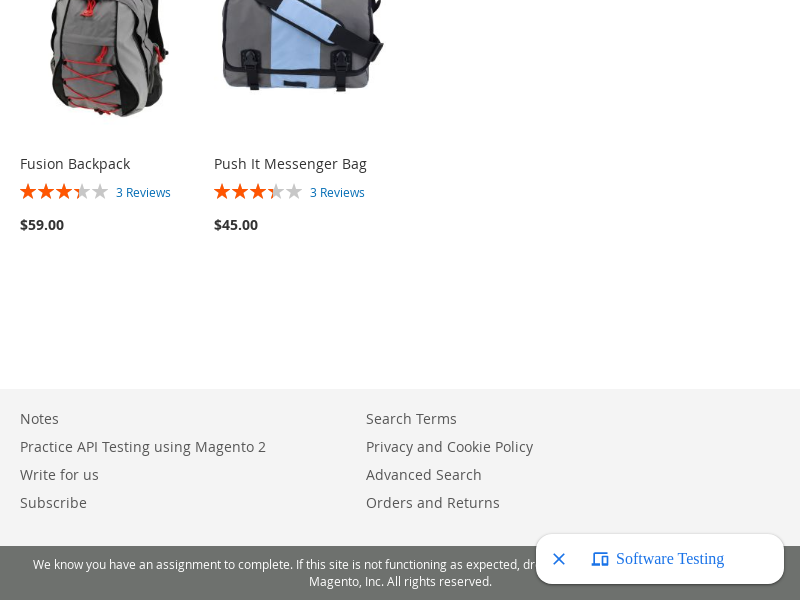 Fusion Backpack
Push It Messenger Bag
3 Reviews
3 Reviews
$59.00
$45.00
Notes
Practice API Testing using Magento 2
Write for us
Subscribe
Search Terms
Privacy and Cookie Policy
Advanced Search
Orders and Returns
We know you have an assignment to complete. If this site is not functioning as expected,
Magento, Inc. All rights reserved.
Software Testing